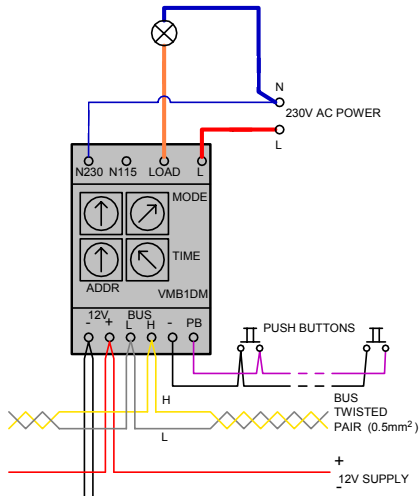 N
230V AC POWER
L
N230 N115 LOAD L
MODE
TIME
ADDR
VMB1DM
12V BUS
- + L H - PB
PUSH BUTTONS
H
L
BUS
TWISTED
PAIR (0.5mm²)
+
12V SUPPLY
-